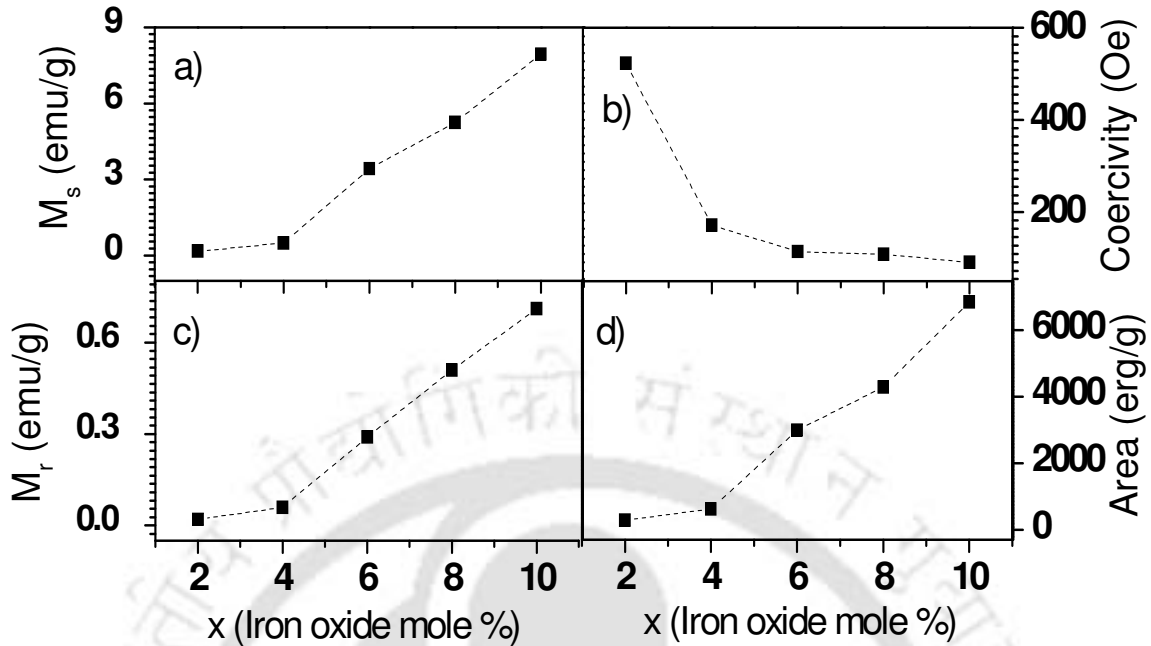 a)
b)
c)
d)
M_s (emu/g)
9
6
3
0
Coercivity (Oe)
600
400
200
M_r (emu/g)
0.6
0.3
0.0
Area (erg/g)
6000
4000
2000
0
2 4 6 8 10
2 4 6 8 10
x (Iron oxide mole %)
x (Iron oxide mole %)